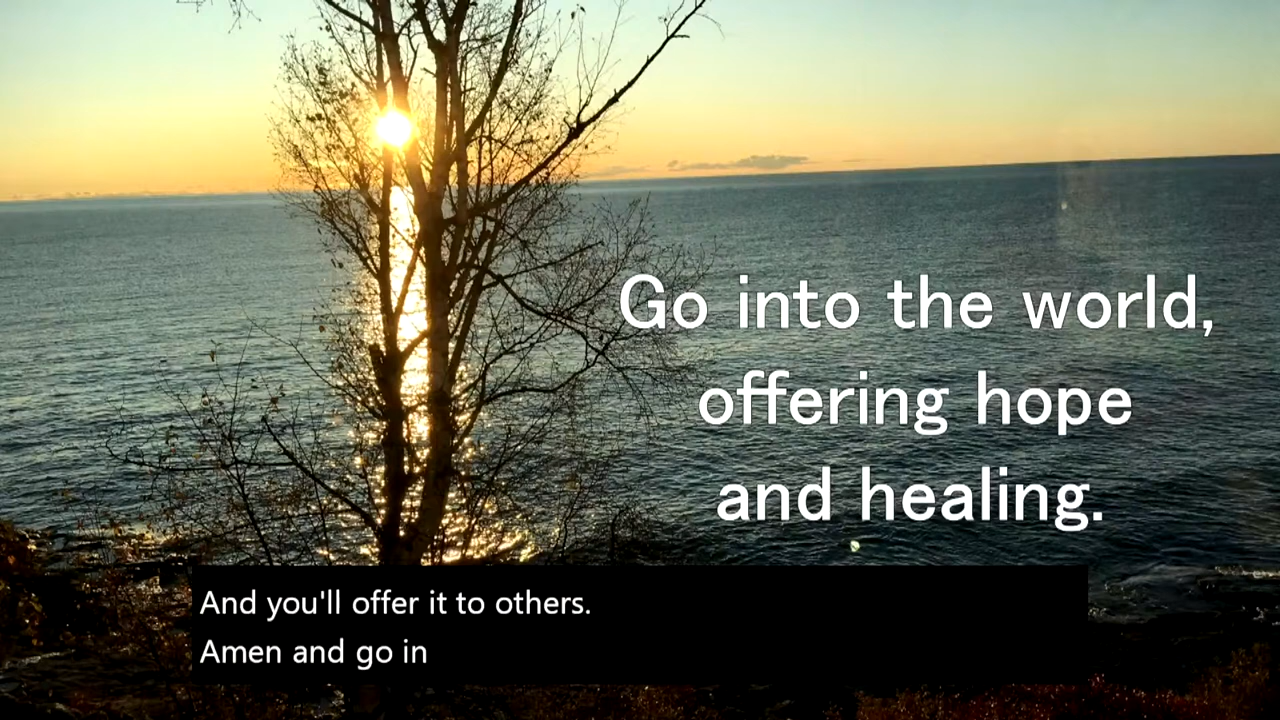 Go into the world,
offering hope
and healing.
And you'll offer it to others.
Amen and go in